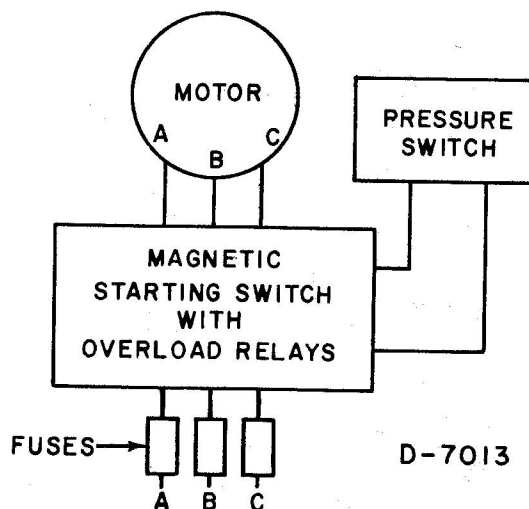 MOTOR
A
B
C
PRESSURE
SWITCH
MAGNETIC
STARTING SWITCH
WITH
OVERLOAD RELAYS
FUSES
A B C
D-7013